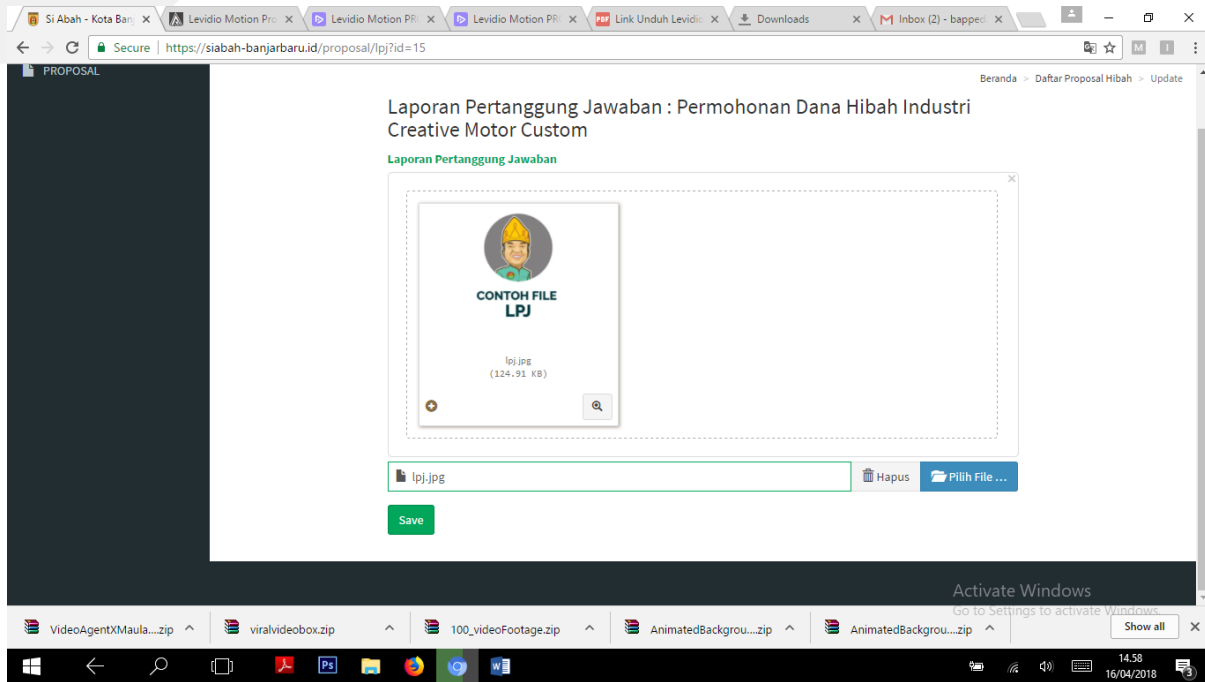 Si Abah - Kota Banj
Levidio Motion Pro
Levidio Motion PR
Levidio Motion PR
Link Unduh Levidio
Downloads
Inbox (2) - bapped
Secure | https://siabah-banjarbaru.id/proposal/lpj?id=15
PROPOSAL
Beranda > Daftar Proposal Hibah > Update
Laporan Pertanggung Jawaban : Permohonan Dana Hibah Industri
Creative Motor Custom
Laporan Pertanggung Jawaban
CONTOH FILE
LPJ
lpj.jpg
(124.91 KB)
lpj.jpg
Hapus
Pilih File ...
Save
Activate Windows
Go to Settings to activate Windows.
VideoAgentXMaula....zip
viralvideobox.zip
100_videoFootage.zip
AnimatedBackgrou....zip
AnimatedBackgrou....zip
Show all
14.58
16/04/2018